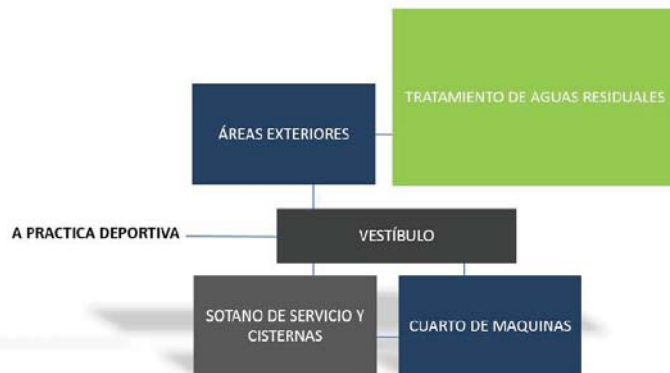 TRATAMIENTO DE AGUAS RESIDUALES
ÁREAS EXTERIORES
A PRACTICA DEPORTIVA
VESTÍBULO
SOTANO DE SERVICIO Y
CISTERNAS
CUARTO DE MAQUINAS